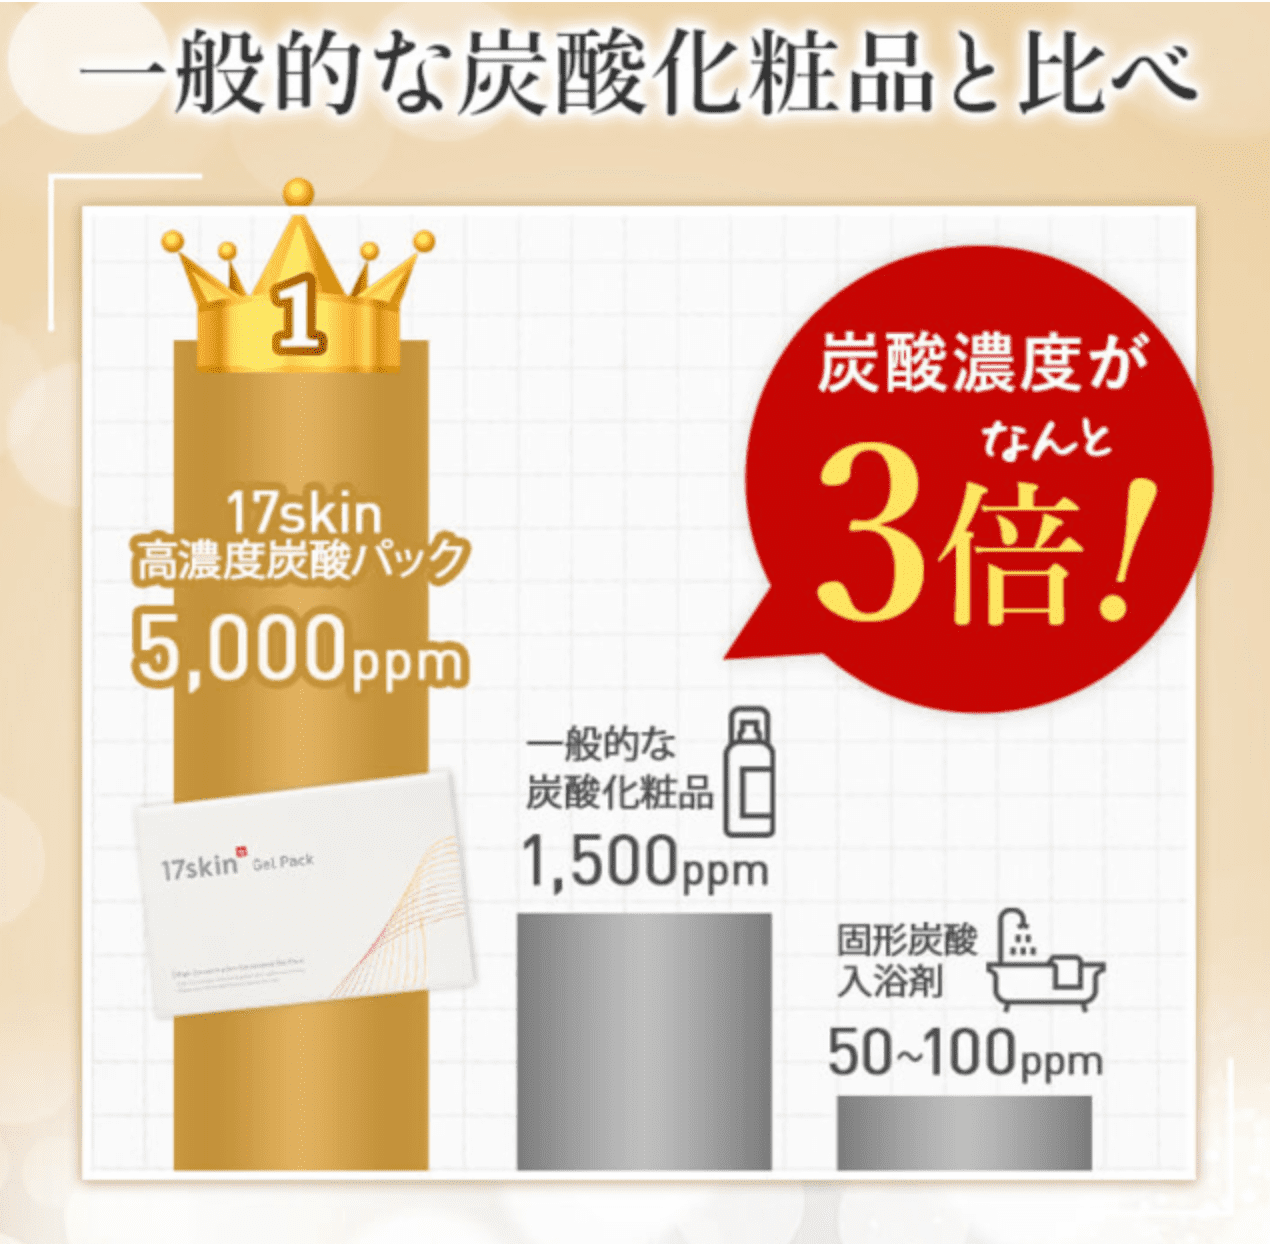 一般的な炭酸化粧品と比べ
1
17skin
高濃度炭酸パック
5,000ppm
17skin Gel Pack
炭酸濃度が
なんと
3倍!
一般的な
炭酸化粧品
1,500ppm
固形炭酸
入浴剤
50~100ppm